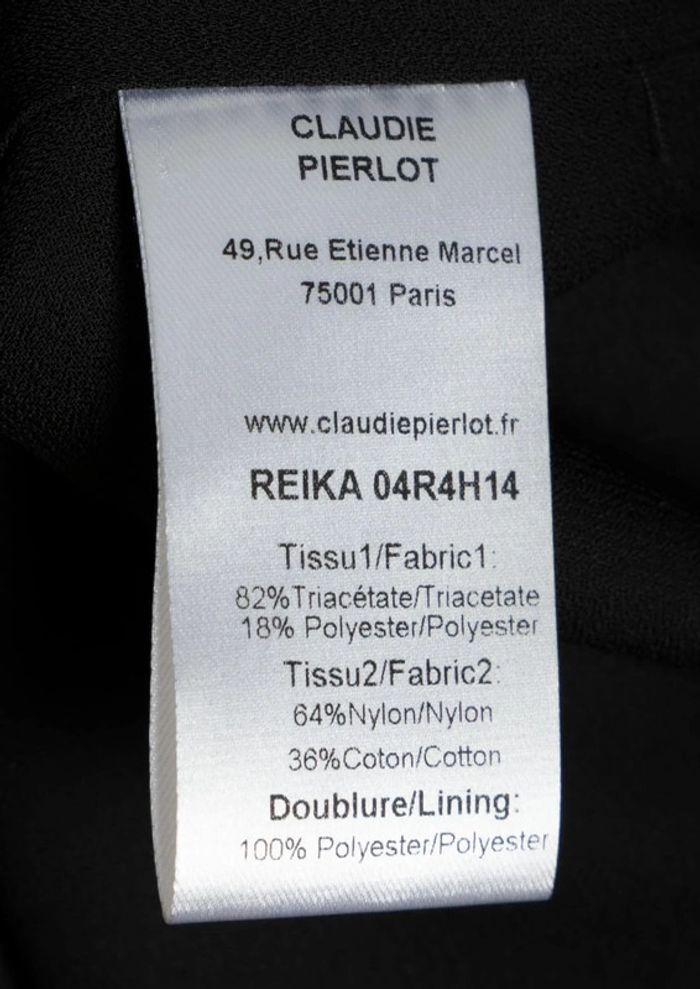 CLAUDIE
PIERLOT
49,Rue Etienne Marcel
75001 Paris
www.claudiepierlot.fr
REIKA 04R4H14
Tissu1/Fabric1:
82%Triacétate/Triacetate
18% Polyester/Polyester
Tissu2/Fabric2:
64%Nylon/Nylon
36%Coton/Cotton
Doublure/Lining:
100% Polyester/Polyester